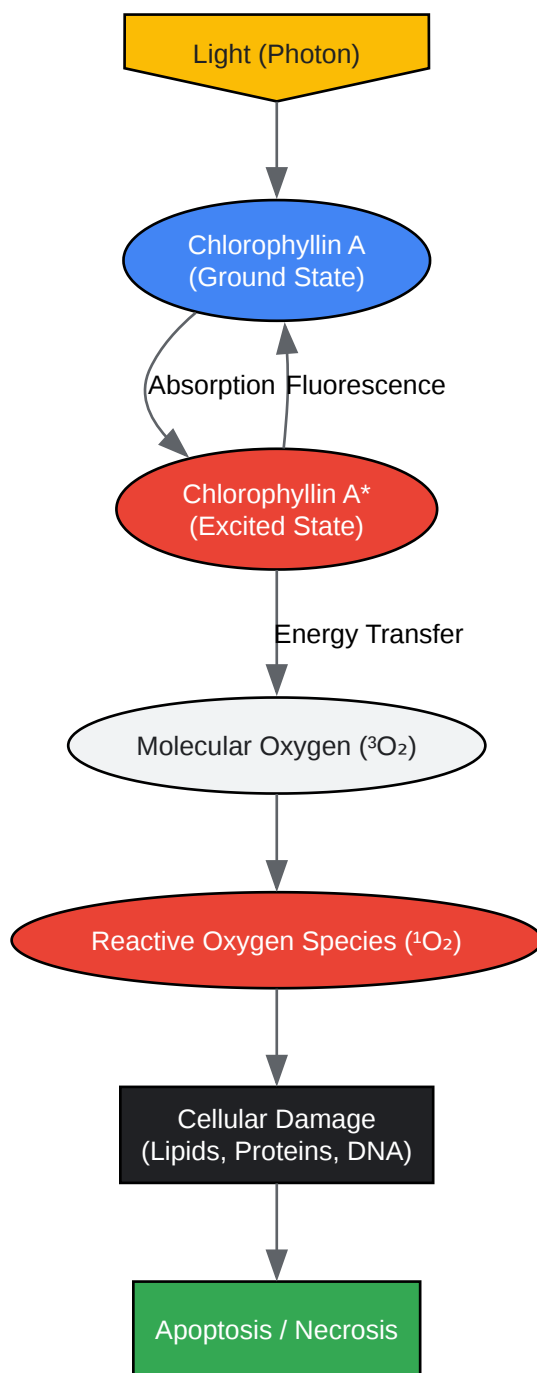 Light (Photon)
Chlorophyllin A
(Ground State)
Absorption
Fluorescence
Chlorophyllin A*
(Excited State)
Energy Transfer
Molecular Oxygen (³O₂)
Reactive Oxygen Species (¹O₂)
Cellular Damage
(Lipids, Proteins, DNA)
Apoptosis / Necrosis